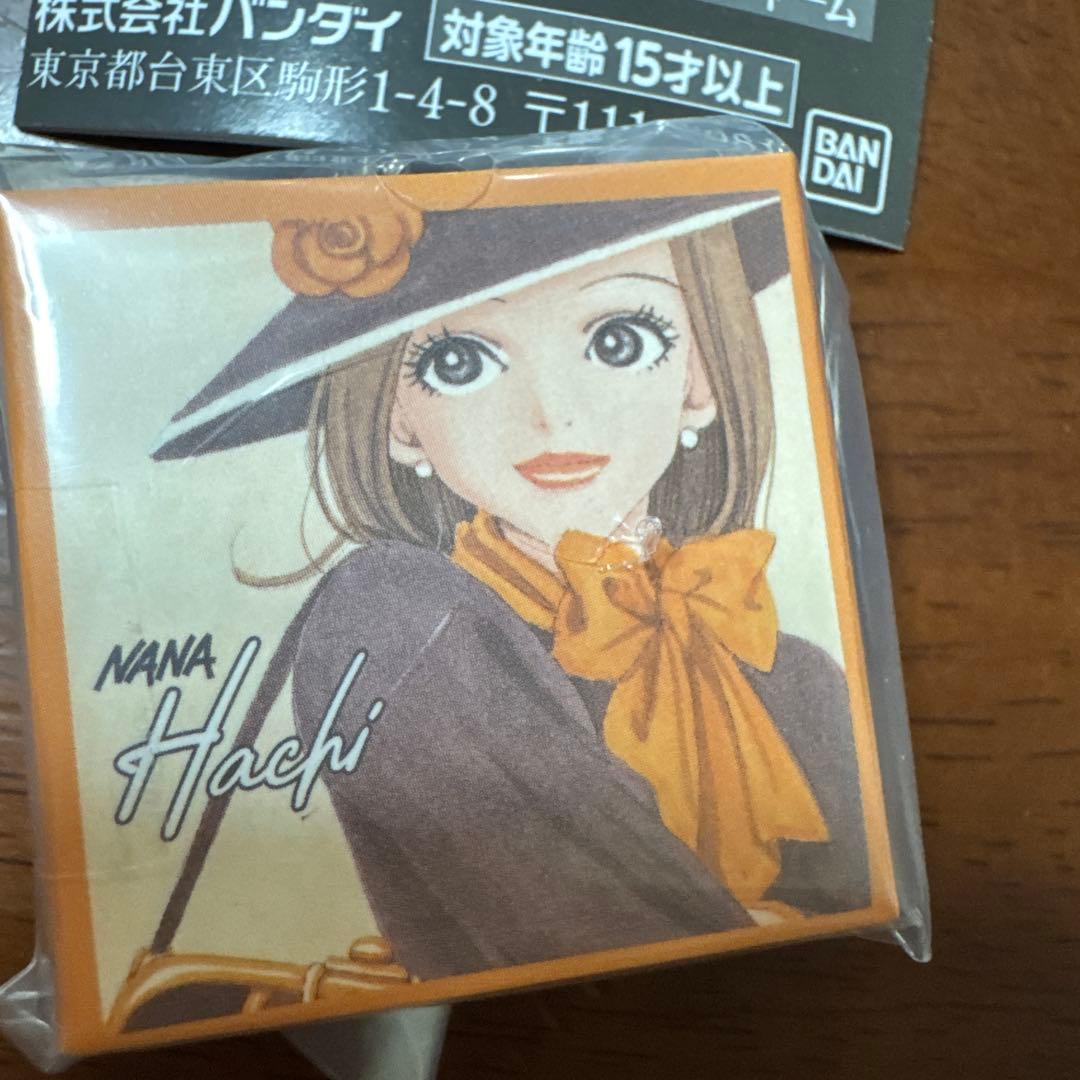 株式会社バンダイ
対象年齢 15才以上
東京都台東区駒形1-4-8 〒111
BAN
DAI
NANA
Hachi